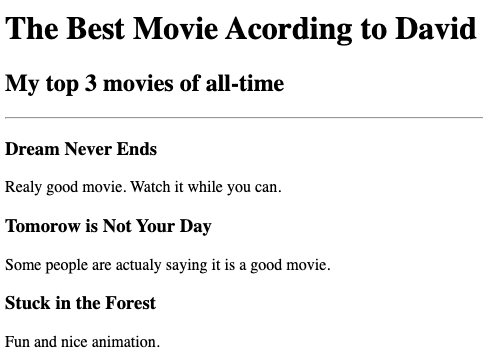 The Best Movie Acording to David
My top 3 movies of all-time
Dream Never Ends
Realy good movie. Watch it while you can.
Tomorow is Not Your Day
Some people are actualy saying it is a good movie.
Stuck in the Forest
Fun and nice animation.